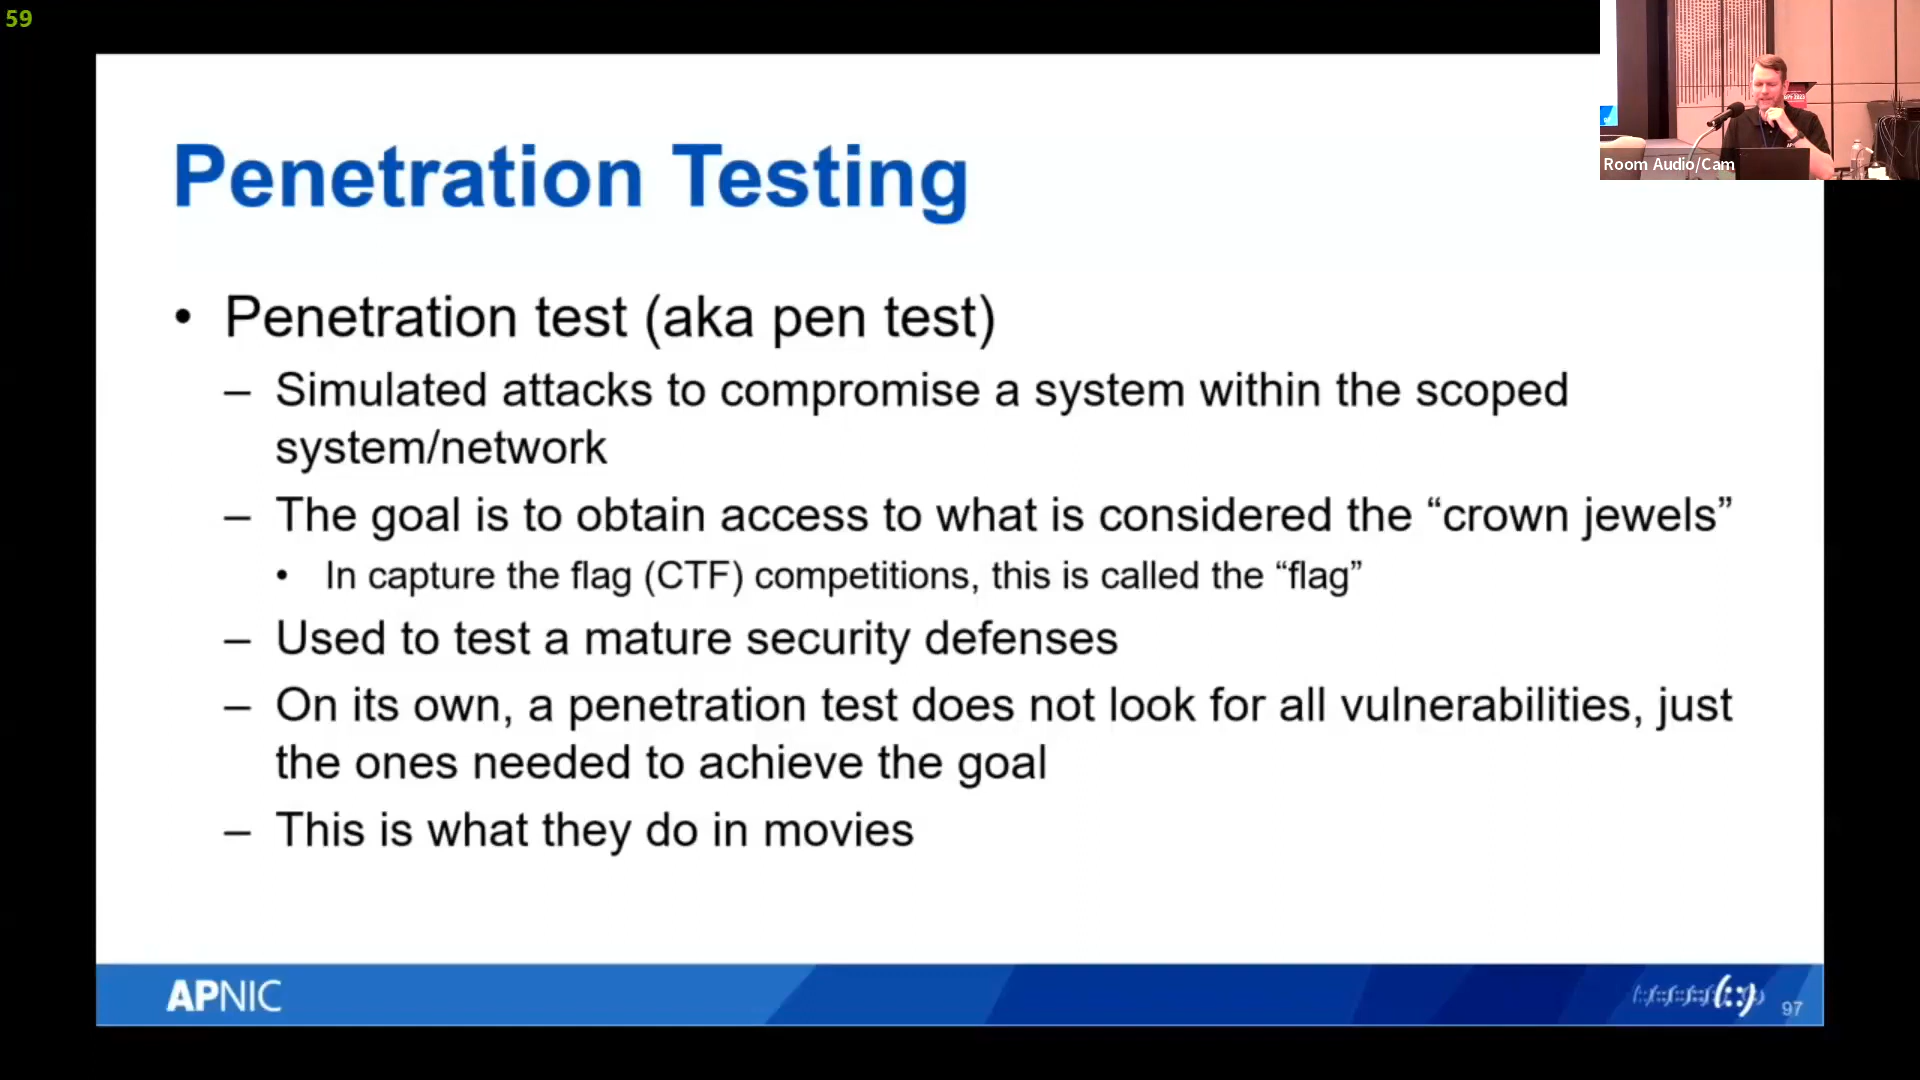 59
Room Audio/Cam
Penetration Testing
• Penetration test (aka pen test)
– Simulated attacks to compromise a system within the scoped
system/network
– The goal is to obtain access to what is considered the “crown jewels”
• In capture the flag (CTF) competitions, this is called the “flag”
– Used to test a mature security defenses
– On its own, a penetration test does not look for all vulnerabilities, just
the ones needed to achieve the goal
– This is what they do in movies
APNIC
97